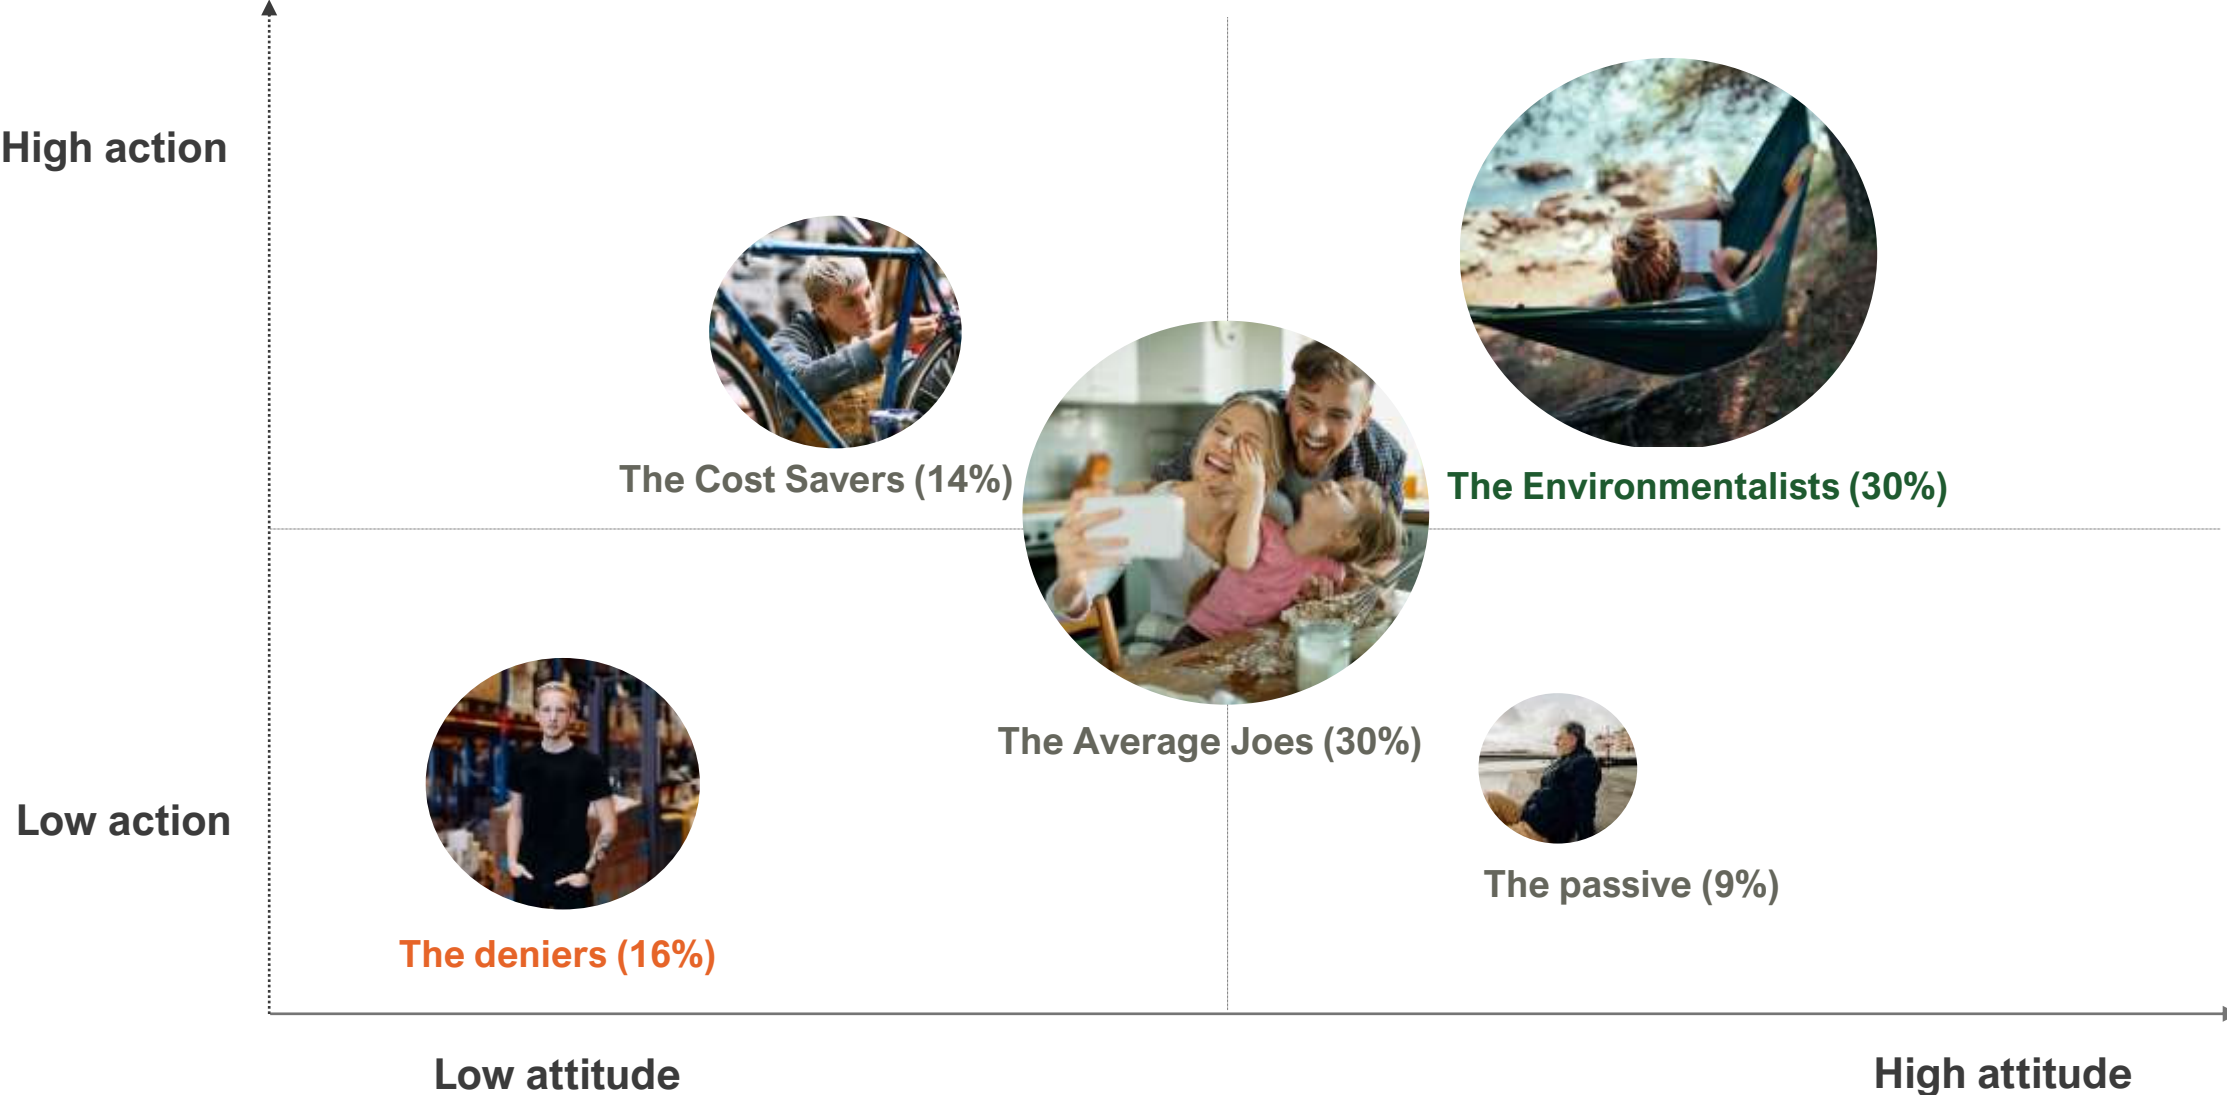 High action
The Cost Savers (14%)
The Environmentalists (30%)
The Average Joes (30%)
Low action
The passive (9%)
The deniers (16%)
Low attitude
High attitude